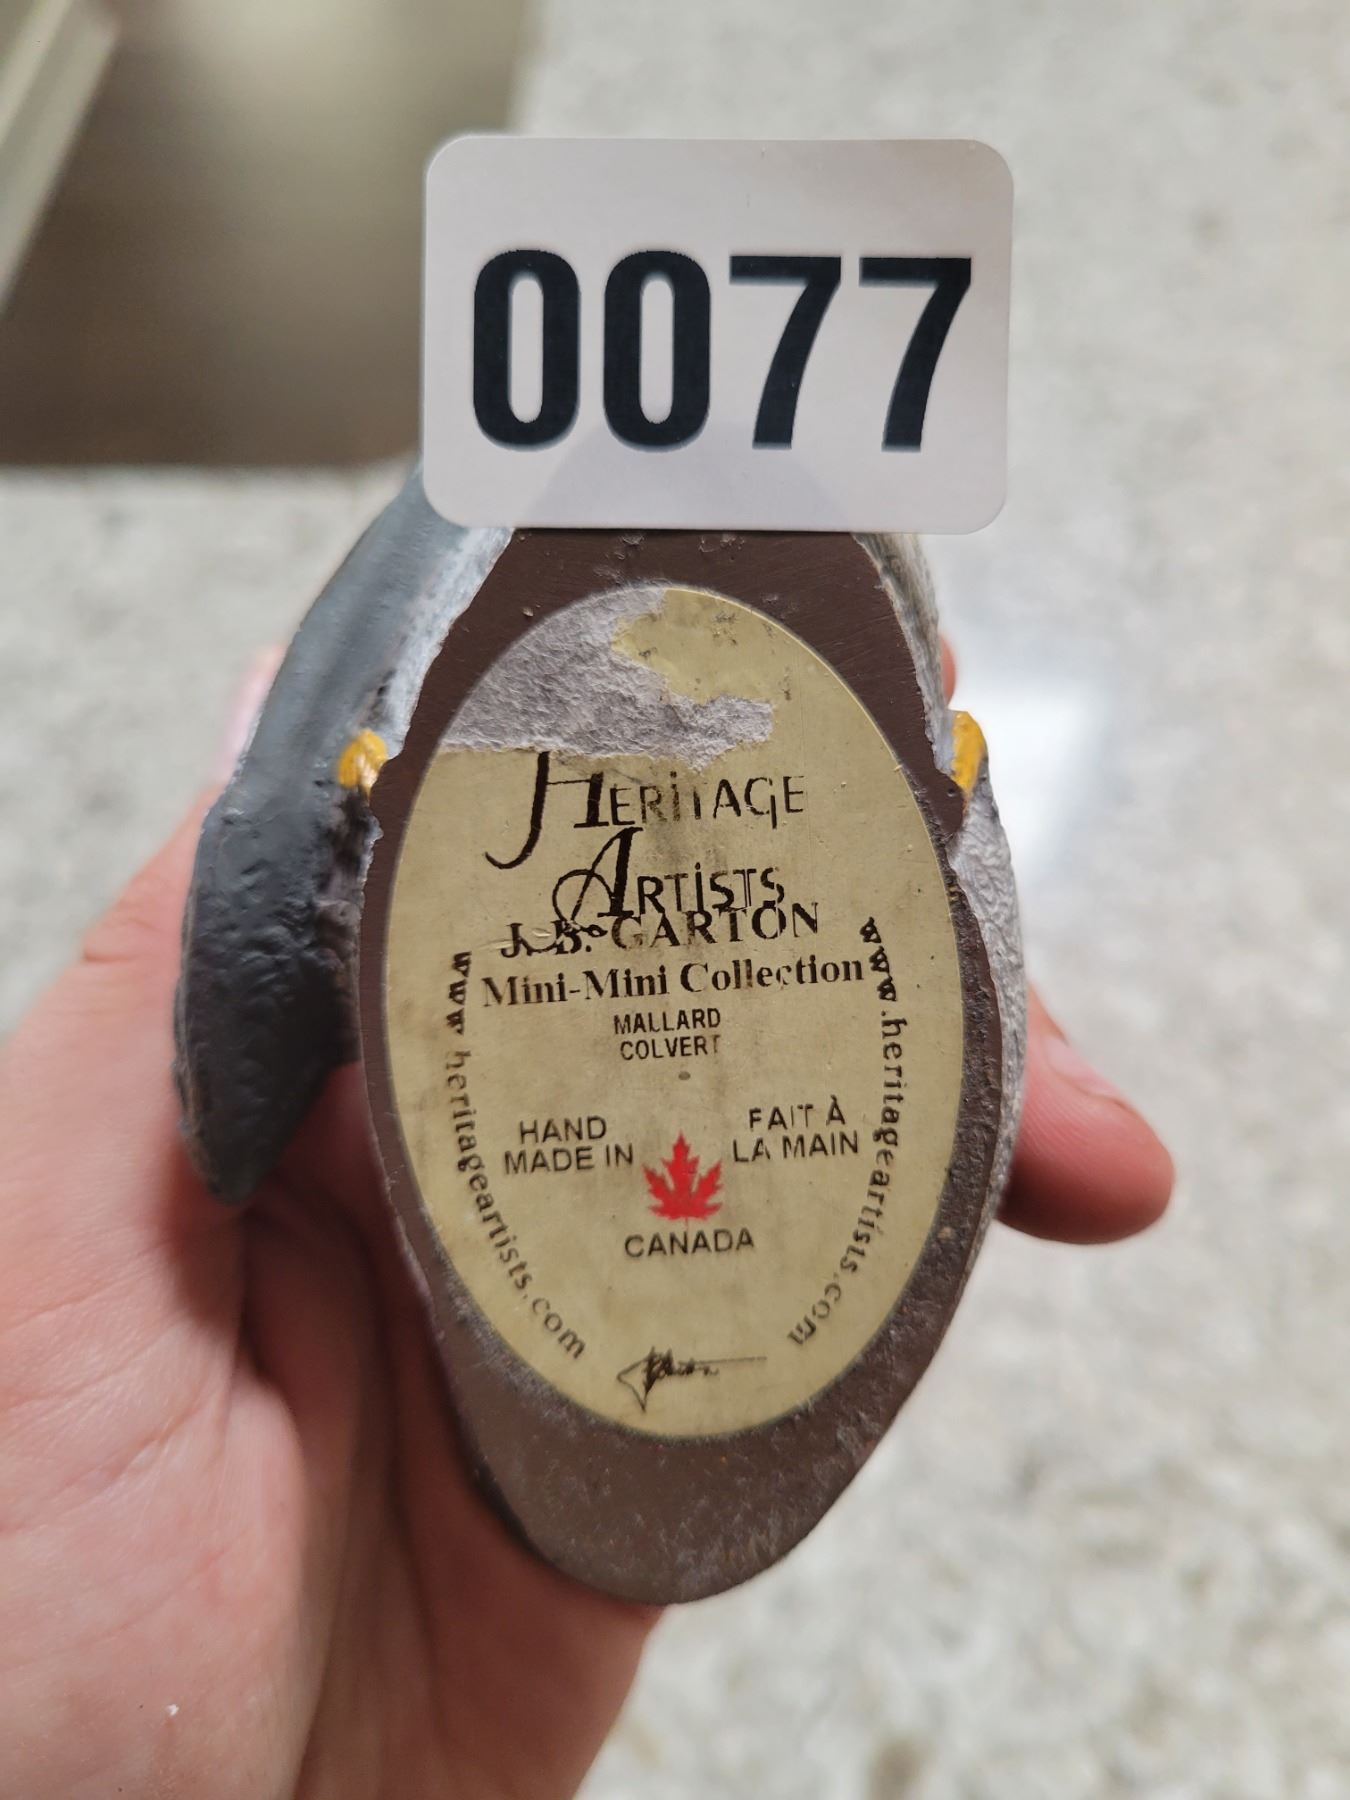 0077
HERiTAGE
ARTiSTS
J. B. GARTON
Mini-Mini Collection
MALLARD
COLVERT
HAND
MADE IN
FAIT À
LA MAIN
CANADA
www.heritageartists.com
www.heritageartists.com